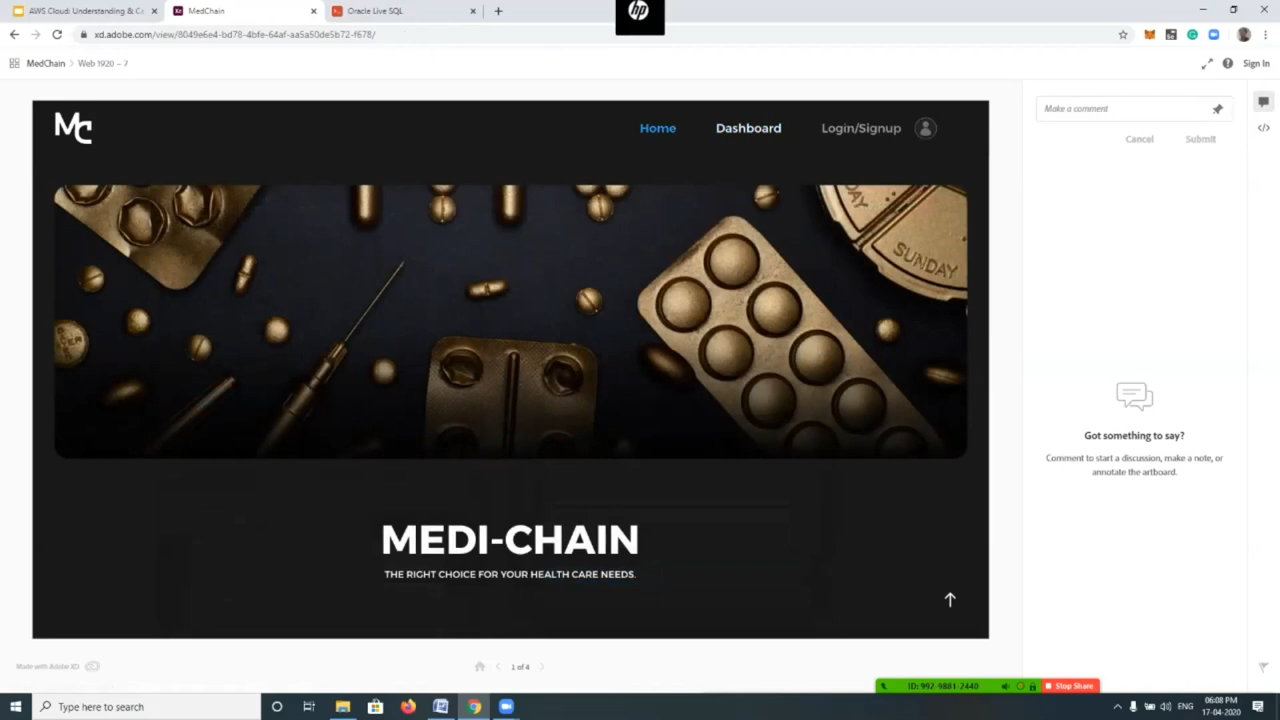 AWS Cloud: Understanding & C
MedChain
Oracle Live SQL
hp
xd.adobe.com/view/8049e6e4-bd78-4bfe-64af-aa5a50de5b72-f678/
MedChain > Web 1920 – 7
Sign In
MC
Home
Dashboard
Login/Signup
Make a comment
Cancel
Submit
DAY
SUNDAY
Got something to say?
Comment to start a discussion, make a note, or
annotate the artboard.
MEDI-CHAIN
THE RIGHT CHOICE FOR YOUR HEALTH CARE NEEDS.
Made with Adobe XD
1 of 4
ID: 992-9881-2440
Stop Share
Type here to search
ENG
06:08 PM
17-04-2020